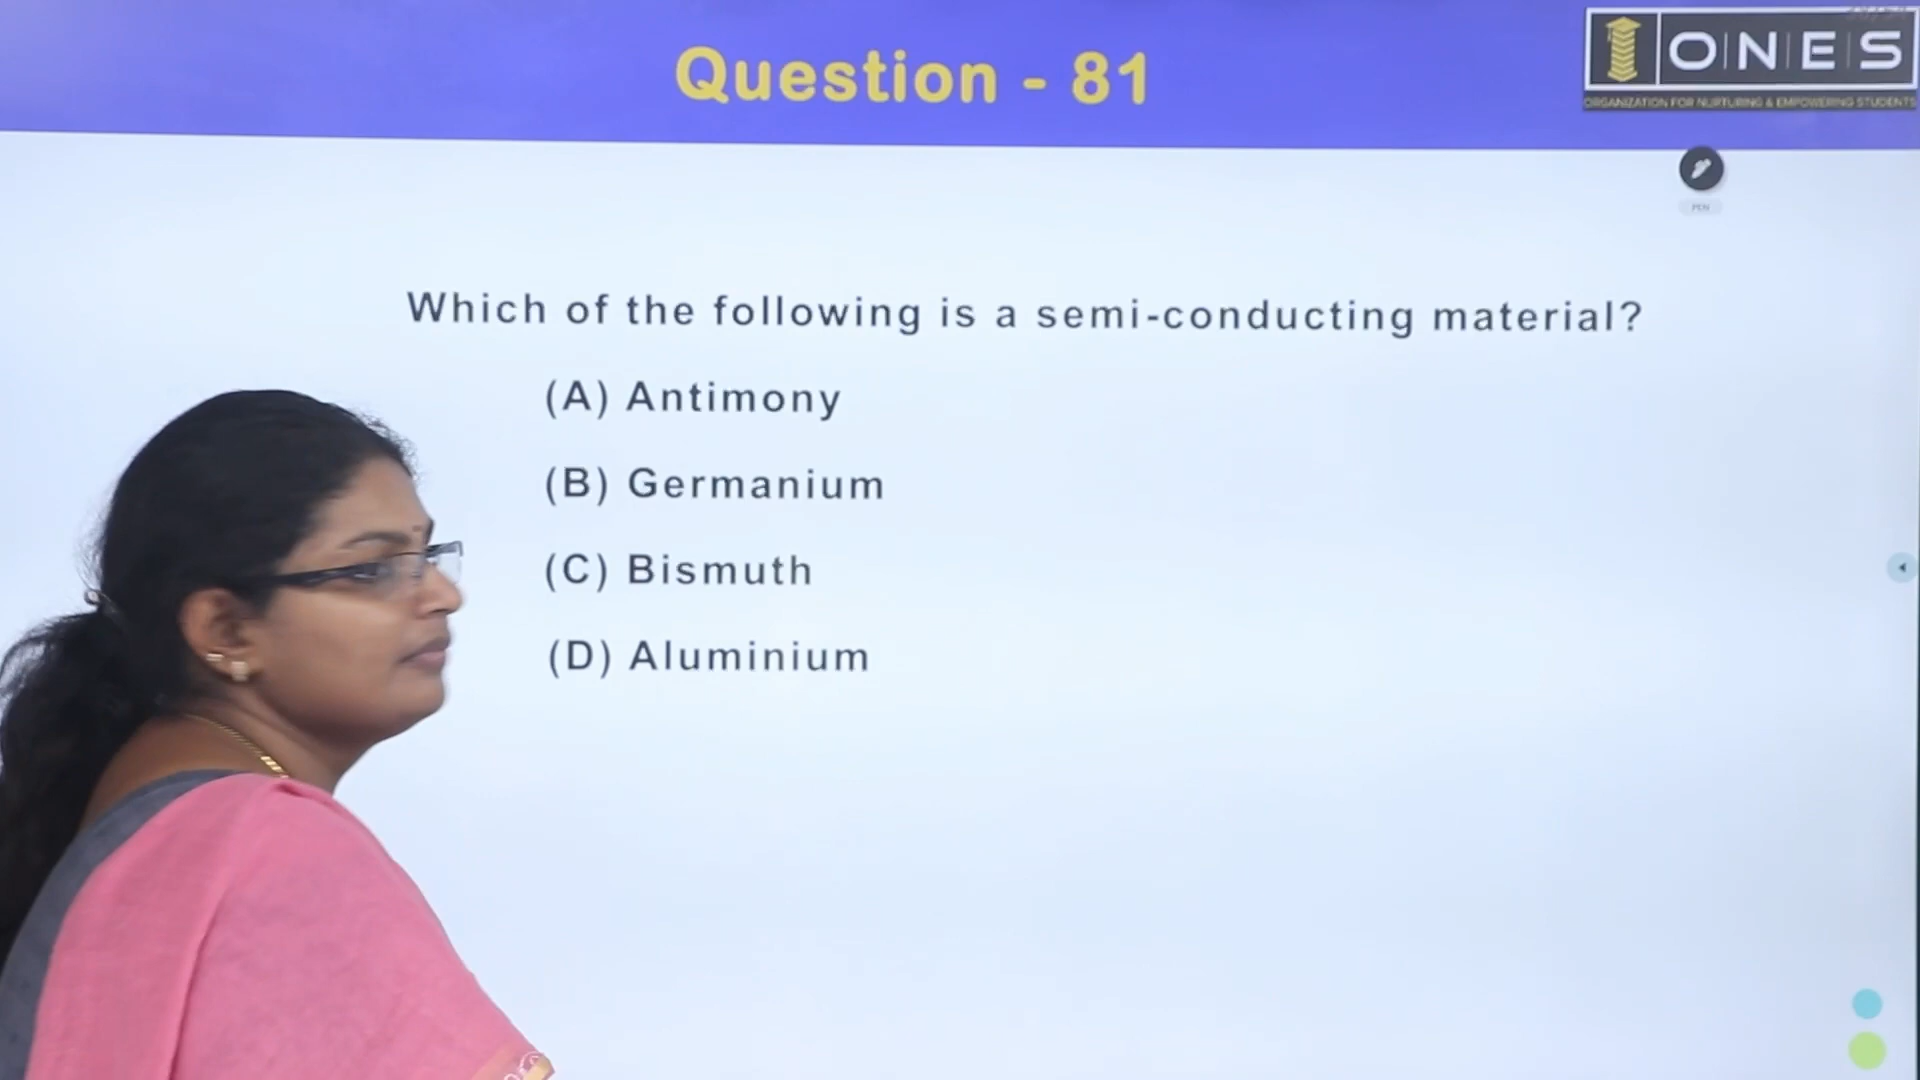 Question - 81
ONES
ORGANIZATION FOR NURTURING & EMPOWERING STUDENTS
PEN
Which of the following is a semi-conducting material?
(A) Antimony
(B) Germanium
(C) Bismuth
(D) Aluminium